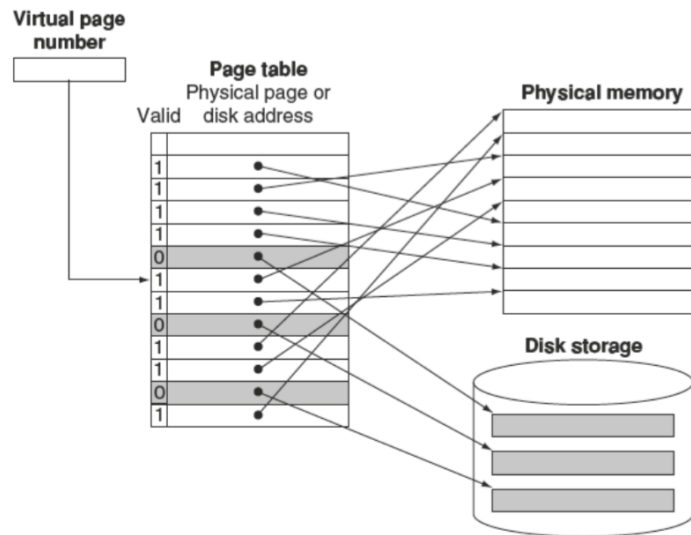 Virtual page
number
Page table
Physical page or
Valid disk address
Physical memory
1
1
1
1
0
1
1
0
1
1
0
1
Disk storage